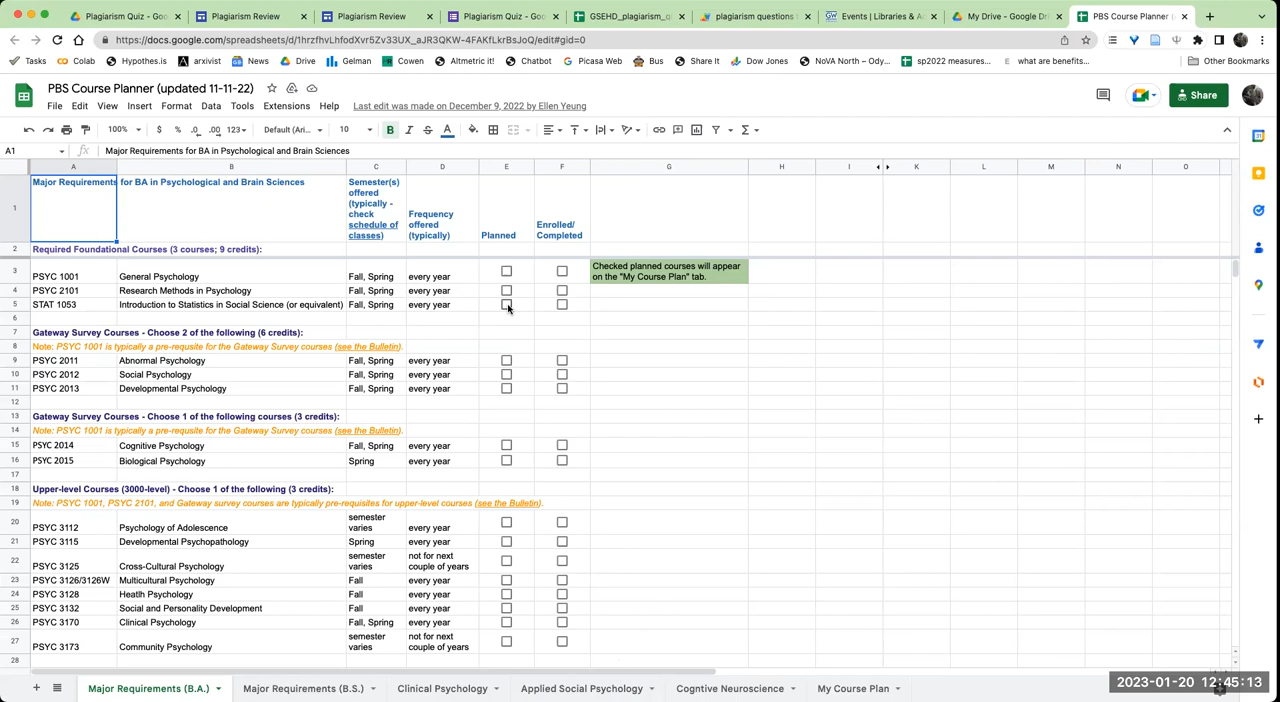 Plagiarism Quiz - Goo
Plagiarism Review
Plagiarism Review
Plagiarism Quiz - Goo
GSEHD_plagiarism_q
plagiarism questions
Events | Libraries & A
My Drive - Google Dr
PBS Course Planner (
https://docs.google.com/spreadsheets/d/1hrzfhvLhfodXvr5Zv33UX_aJR3QKW-4FAKfLkrBsJoQ/edit#gid=0
Tasks Colab Hypothes.is arxivist News Drive Gelman Cowen Altmetric it! Chatbot Picasa Web Bus Share It Dow Jones NoVA North – Ody... sp2022 measures... what are benefits... Other Bookmarks
PBS Course Planner (updated 11-11-22)
File Edit View Insert Format Data Tools Extensions Help Last edit was made on December 9, 2022 by Ellen Yeung
Share
100% $ % .0 .00 123 Default (Ari... 10 B I S A
A1 fx Major Requirements for BA in Psychological and Brain Sciences
A B C D E F G H I K L M N O
1 Major Requirements for BA in Psychological and Brain Sciences
Semester(s) offered (typically - check schedule of classes)
Frequency offered (typically)
Planned
Enrolled/ Completed
2 Required Foundational Courses (3 courses; 9 credits):
3 PSYC 1001 General Psychology Fall, Spring every year
Checked planned courses will appear on the "My Course Plan" tab.
4 PSYC 2101 Research Methods in Psychology Fall, Spring every year
5 STAT 1053 Introduction to Statistics in Social Science (or equivalent) Fall, Spring every year
6
7 Gateway Survey Courses - Choose 2 of the following (6 credits):
8 Note: PSYC 1001 is typically a pre-requsite for the Gateway Survey courses (see the Bulletin).
9 PSYC 2011 Abnormal Psychology Fall, Spring every year
10 PSYC 2012 Social Psychology Fall, Spring every year
11 PSYC 2013 Developmental Psychology Fall, Spring every year
12
13 Gateway Survey Courses - Choose 1 of the following courses (3 credits):
14 Note: PSYC 1001 is typically a pre-requsite for the Gateway Survey courses (see the Bulletin).
15 PSYC 2014 Cognitive Psychology Fall, Spring every year
16 PSYC 2015 Biological Psychology Spring every year
17
18 Upper-level Courses (3000-level) - Choose 1 of the following (3 credits):
19 Note: PSYC 1001, PSYC 2101, and Gateway survey courses are typically pre-requisites for upper-level courses (see the Bulletin).
20 PSYC 3112 Psychology of Adolescence semester varies every year
21 PSYC 3115 Developmental Psychopathology Spring every year
22 PSYC 3125 Cross-Cultural Psychology semester varies not for next couple of years
23 PSYC 3126/3126W Multicultural Psychology Fall every year
24 PSYC 3128 Heatlh Psychology Fall every year
25 PSYC 3132 Social and Personality Development Fall every year
26 PSYC 3170 Clinical Psychology Fall, Spring every year
27 PSYC 3173 Community Psychology semester varies not for next couple of years
28
Major Requirements (B.A.) Major Requirements (B.S.) Clinical Psychology Applied Social Psychology Cogntive Neuroscience My Course Plan
2023-01-20 12:45:13